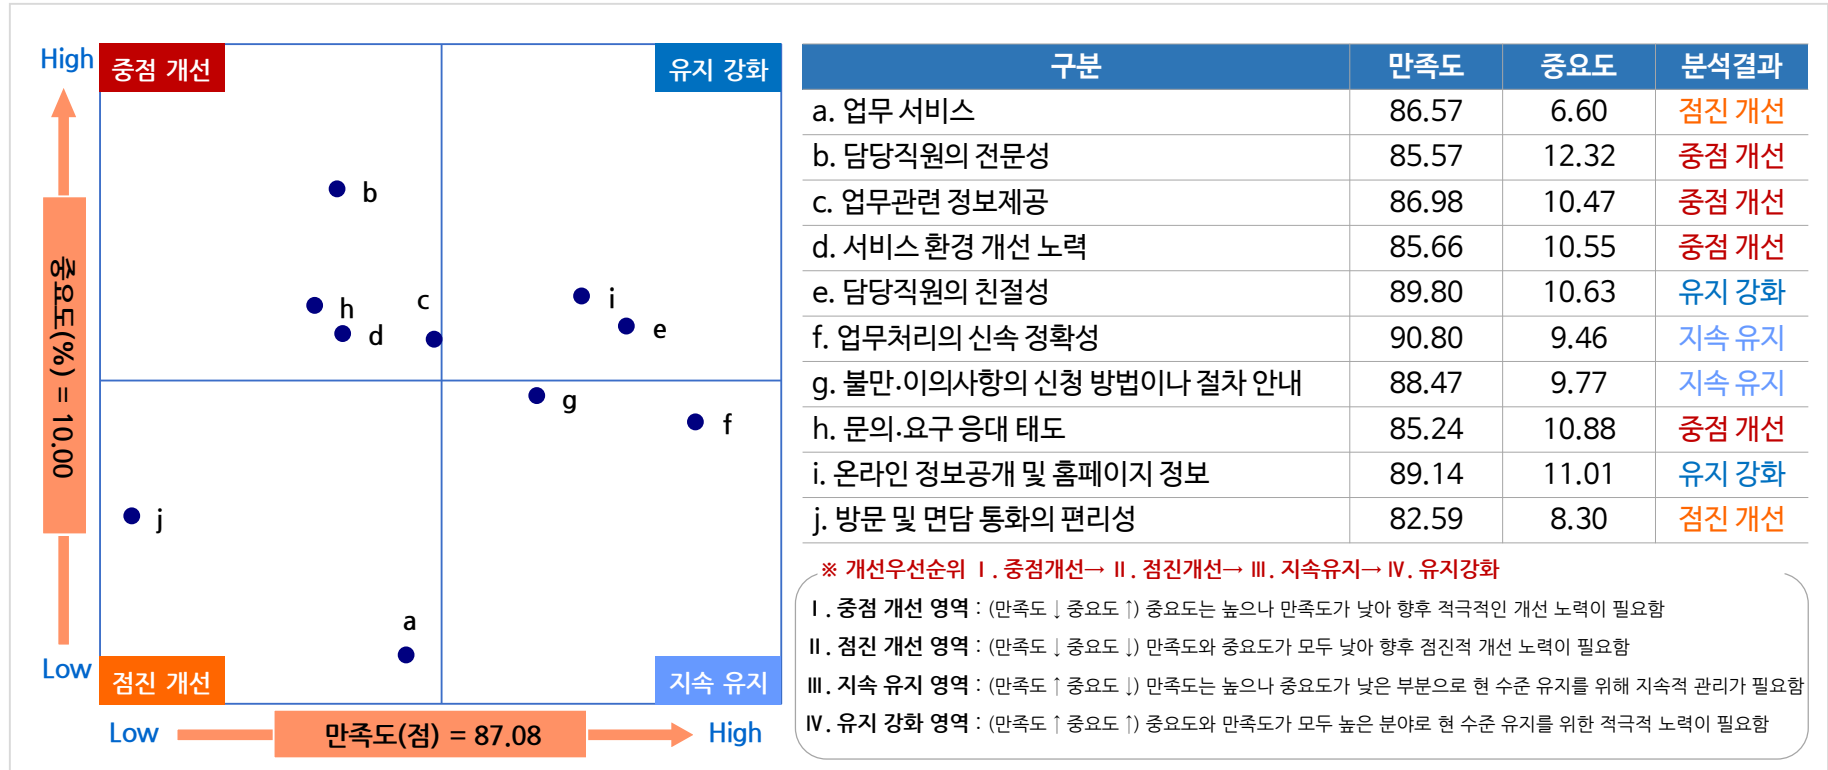 High
중점 개선
유지 강화
b
h
c
d
i
e
g
f
j
a
중요도(%) = 10.00
Low
점진 개선
지속 유지
Low
만족도(점) = 87.08
High
구분 만족도 중요도 분석결과
a. 업무 서비스 86.57 6.60 점진 개선
b. 담당직원의 전문성 85.57 12.32 중점 개선
c. 업무관련 정보제공 86.98 10.47 중점 개선
d. 서비스 환경 개선 노력 85.66 10.55 중점 개선
e. 담당직원의 친절성 89.80 10.63 유지 강화
f. 업무처리의 신속 정확성 90.80 9.46 지속 유지
g. 불만·이의사항의 신청 방법이나 절차 안내 88.47 9.77 지속 유지
h. 문의·요구 응대 태도 85.24 10.88 중점 개선
i. 온라인 정보공개 및 홈페이지 정보 89.14 11.01 유지 강화
j. 방문 및 면담 통화의 편리성 82.59 8.30 점진 개선
※ 개선우선순위 Ⅰ. 중점개선→ Ⅱ. 점진개선→ Ⅲ. 지속유지→ Ⅳ. 유지강화
Ⅰ. 중점 개선 영역 : (만족도↓ 중요도↑) 중요도는 높으나 만족도가 낮아 향후 적극적인 개선 노력이 필요함
Ⅱ. 점진 개선 영역 : (만족도↓ 중요도↓) 만족도와 중요도가 모두 낮아 향후 점진적 개선 노력이 필요함
Ⅲ. 지속 유지 영역 : (만족도↑ 중요도↓) 만족도는 높으나 중요도가 낮은 부분으로 현 수준 유지를 위해 지속적 관리가 필요함
Ⅳ. 유지 강화 영역 : (만족도↑ 중요도↑) 중요도와 만족도가 모두 높은 분야로 현 수준 유지를 위한 적극적 노력이 필요함